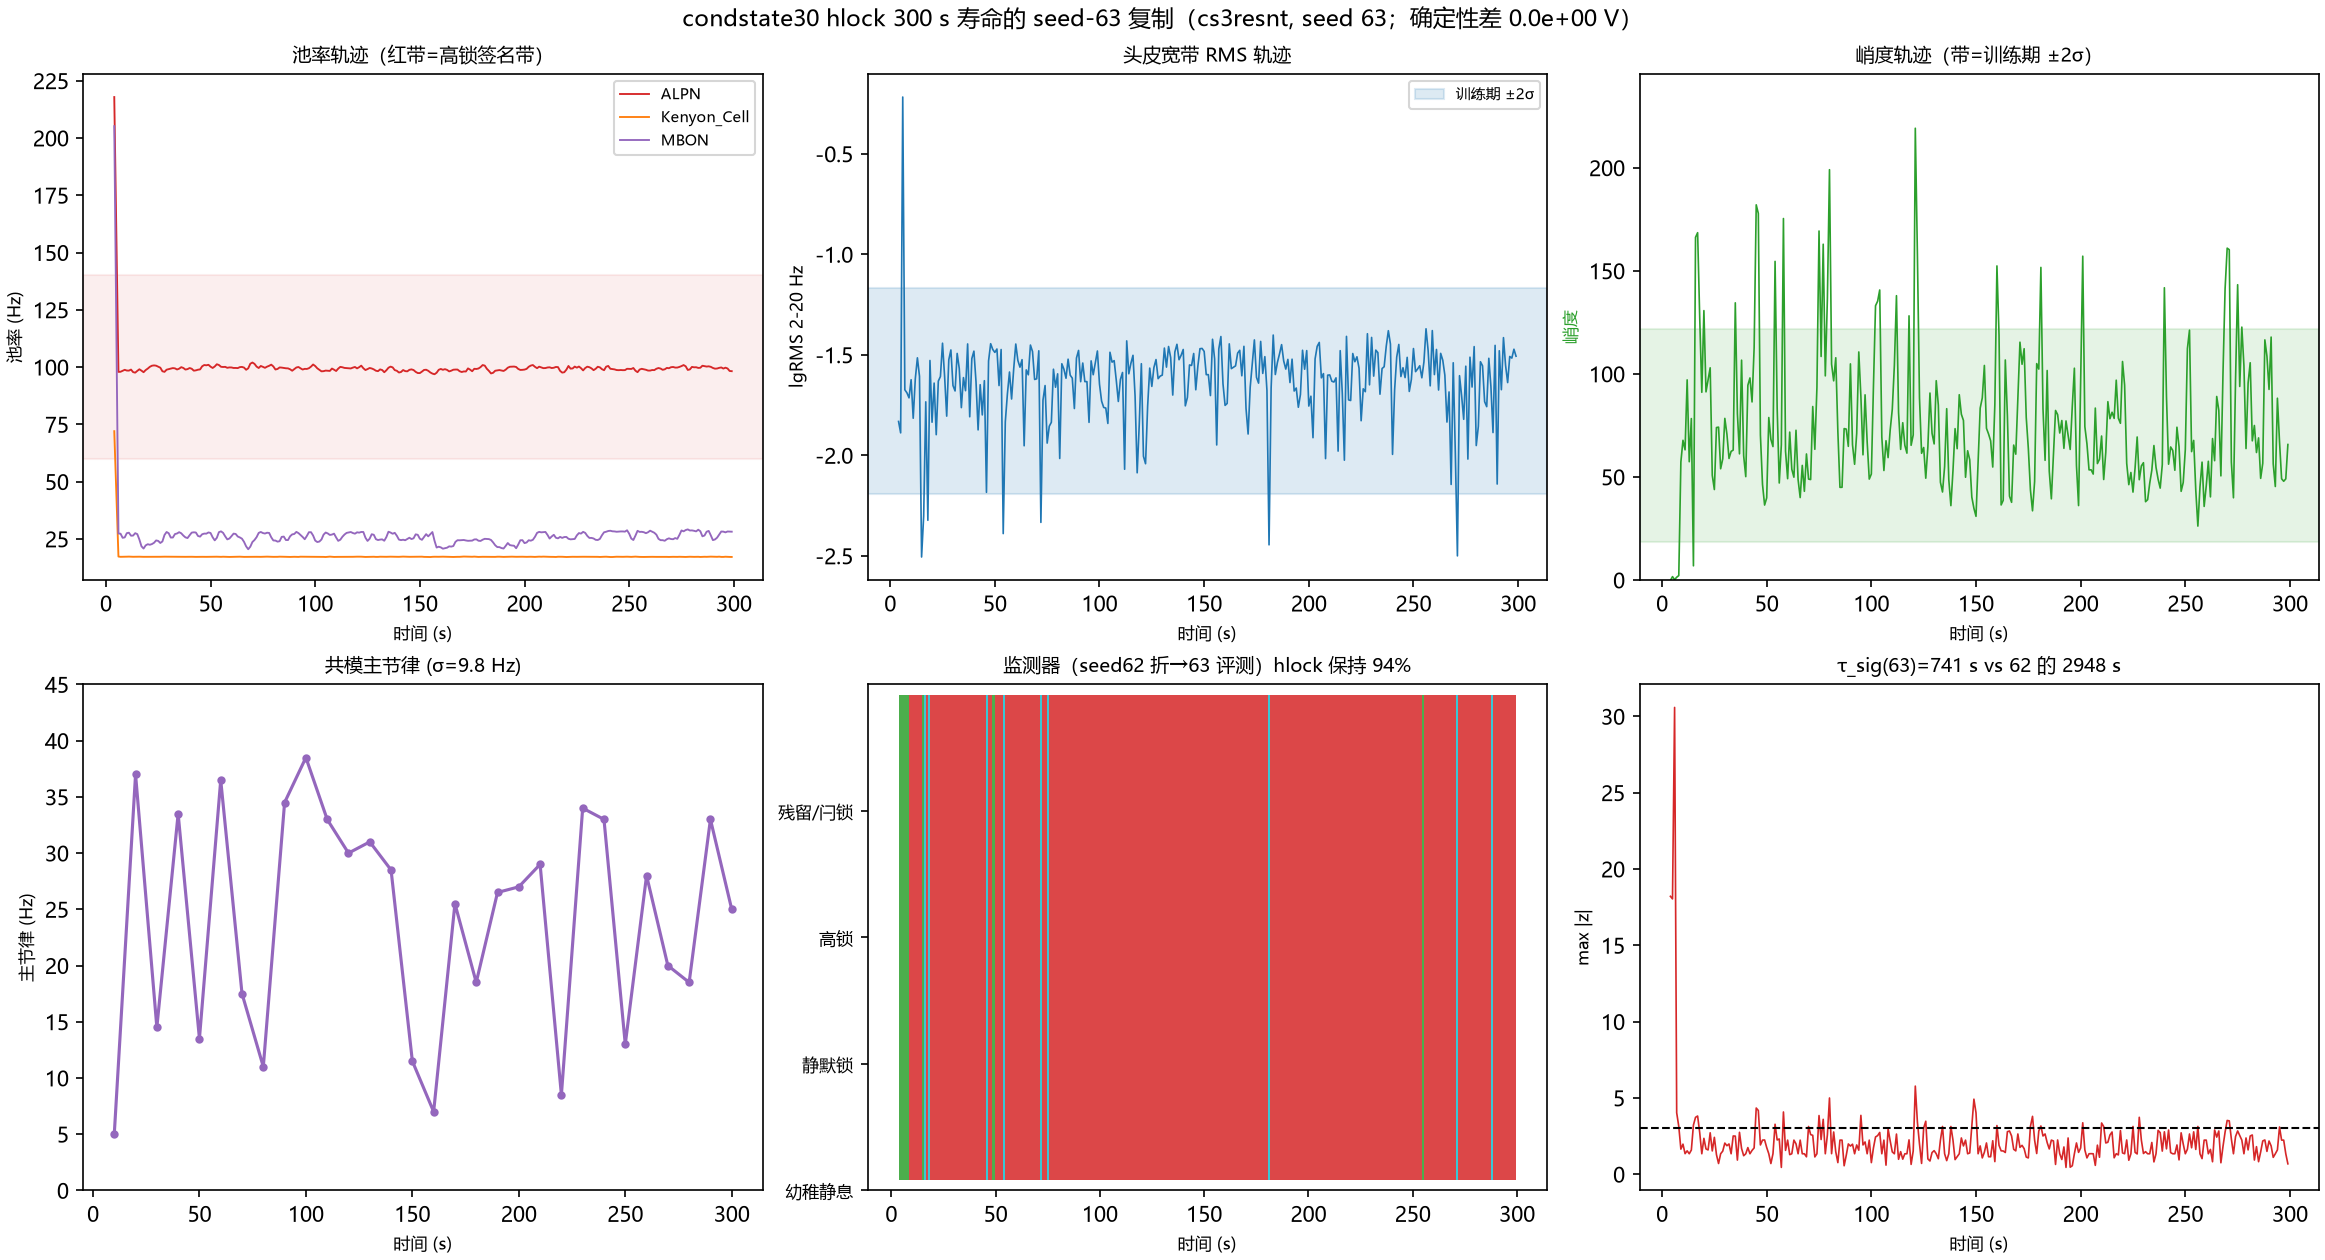 condstate30 hlock 300 s 寿命的 seed-63 复制（cs3resnt, seed 63；确定性差 0.0e+00 V）
池率轨迹（红带=高锁签名带）
225
200
175
150
125
100
75
50
25
池率 (Hz)
ALPN
Kenyon_Cell
MBON
0 50 100 150 200 250 300
时间 (s)
头皮宽带 RMS 轨迹
训练期 ±2σ
-0.5
-1.0
-1.5
-2.0
-2.5
lgRMS 2-20 Hz
0 50 100 150 200 250 300
时间 (s)
峭度轨迹（带=训练期 ±2σ）
200
150
100
50
0
峭度
0 50 100 150 200 250 300
时间 (s)
共模主节律 (σ=9.8 Hz)
45
40
35
30
25
20
15
10
5
0
主节律 (Hz)
0 50 100 150 200 250 300
时间 (s)
监测器（seed62 折→63 评测）hlock 保持 94%
残留/闩锁
高锁
静默锁
幼稚静息
0 50 100 150 200 250 300
时间 (s)
τ_sig(63)=741 s vs 62 的 2948 s
30
25
20
15
10
5
0
max |z|
0 50 100 150 200 250 300
时间 (s)